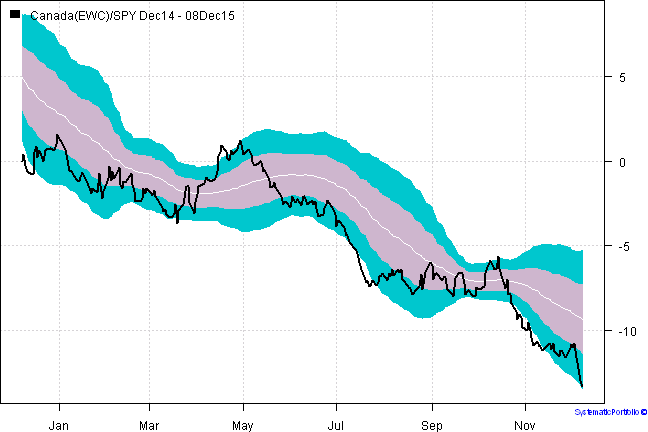 Canada(EWC)/SPY Dec14 - 08Dec15
5
0
-5
-10
Jan Mar May Jul Sep Nov
SystematicPortfolio ©